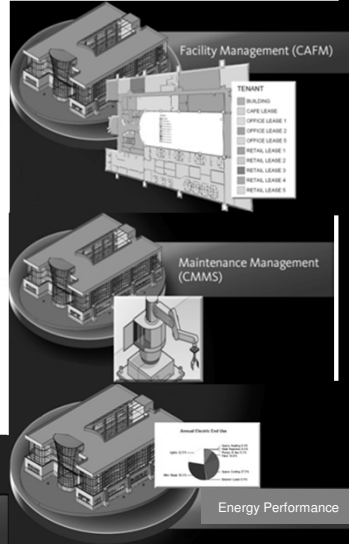 Facility Management (CAFM)
TENANT
BUILDING
CAFE LEASE
OFFICE LEASE 1
OFFICE LEASE 2
OFFICE LEASE 5
RETAIL LEASE 1
RETAIL LEASE 2
RETAIL LEASE 3
RETAIL LEASE 4
RETAIL LEASE 5
Maintenance Management
(CMMS)
Annual Electric End Use
Energy Performance